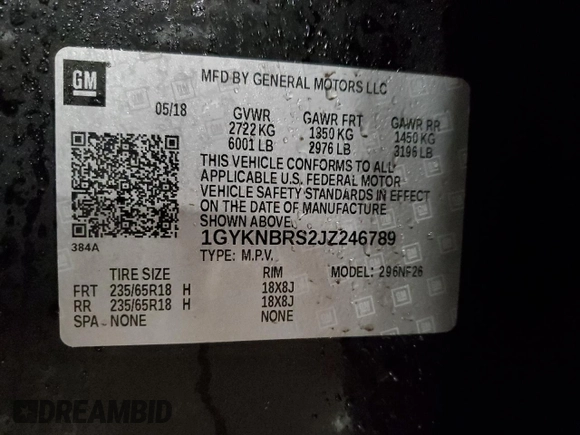 GM
MFD BY GENERAL MOTORS LLC
05/18 GVWR GAWR FRT GAWR RR
2722 KG 1350 KG 1450 KG
6001 LB 2976 LB 3196 LB
THIS VEHICLE CONFORMS TO ALL
APPLICABLE U.S. FEDERAL MOTOR
VEHICLE SAFETY STANDARDS IN EFFECT
ON THE DATE OF MANUFACTURE
SHOWN ABOVE.
384A
1GYKNBRS2JZ246789
TYPE: M.P.V. MODEL: 296NF26
TIRE SIZE RIM
FRT 235/65R18 H 18X8J
RR 235/65R18 H 18X8J
SPA NONE NONE
DREAMBID